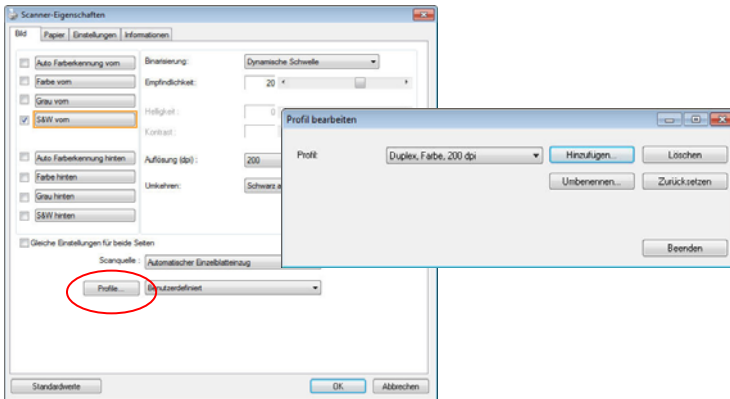 Scanner-Eigenschaften
Bild Papier Einstellungen Informationen
Auto Farberkennung vorn
Farbe vorn
Grau vorn
S&W vorn
Auto Farberkennung hinten
Farbe hinten
Grau hinten
S&W hinten
Binarisierung: Dynamische Schwelle
Empfindlichkeit: 20
Helligkeit: 0
Kontrast:
Auflösung (dpi) : 200
Umkehren: Schwarz a
Gleiche Einstellungen für beide Seiten
Scanquelle : Automatischer Einzelblatteinzug
Profile... Benutzerdefiniert
Standardwerte OK Abbrechen
Profil bearbeiten
Profil: Duplex, Farbe, 200 dpi Hinzufügen... Löschen
Umbenennen... Zurücksetzen
Beenden